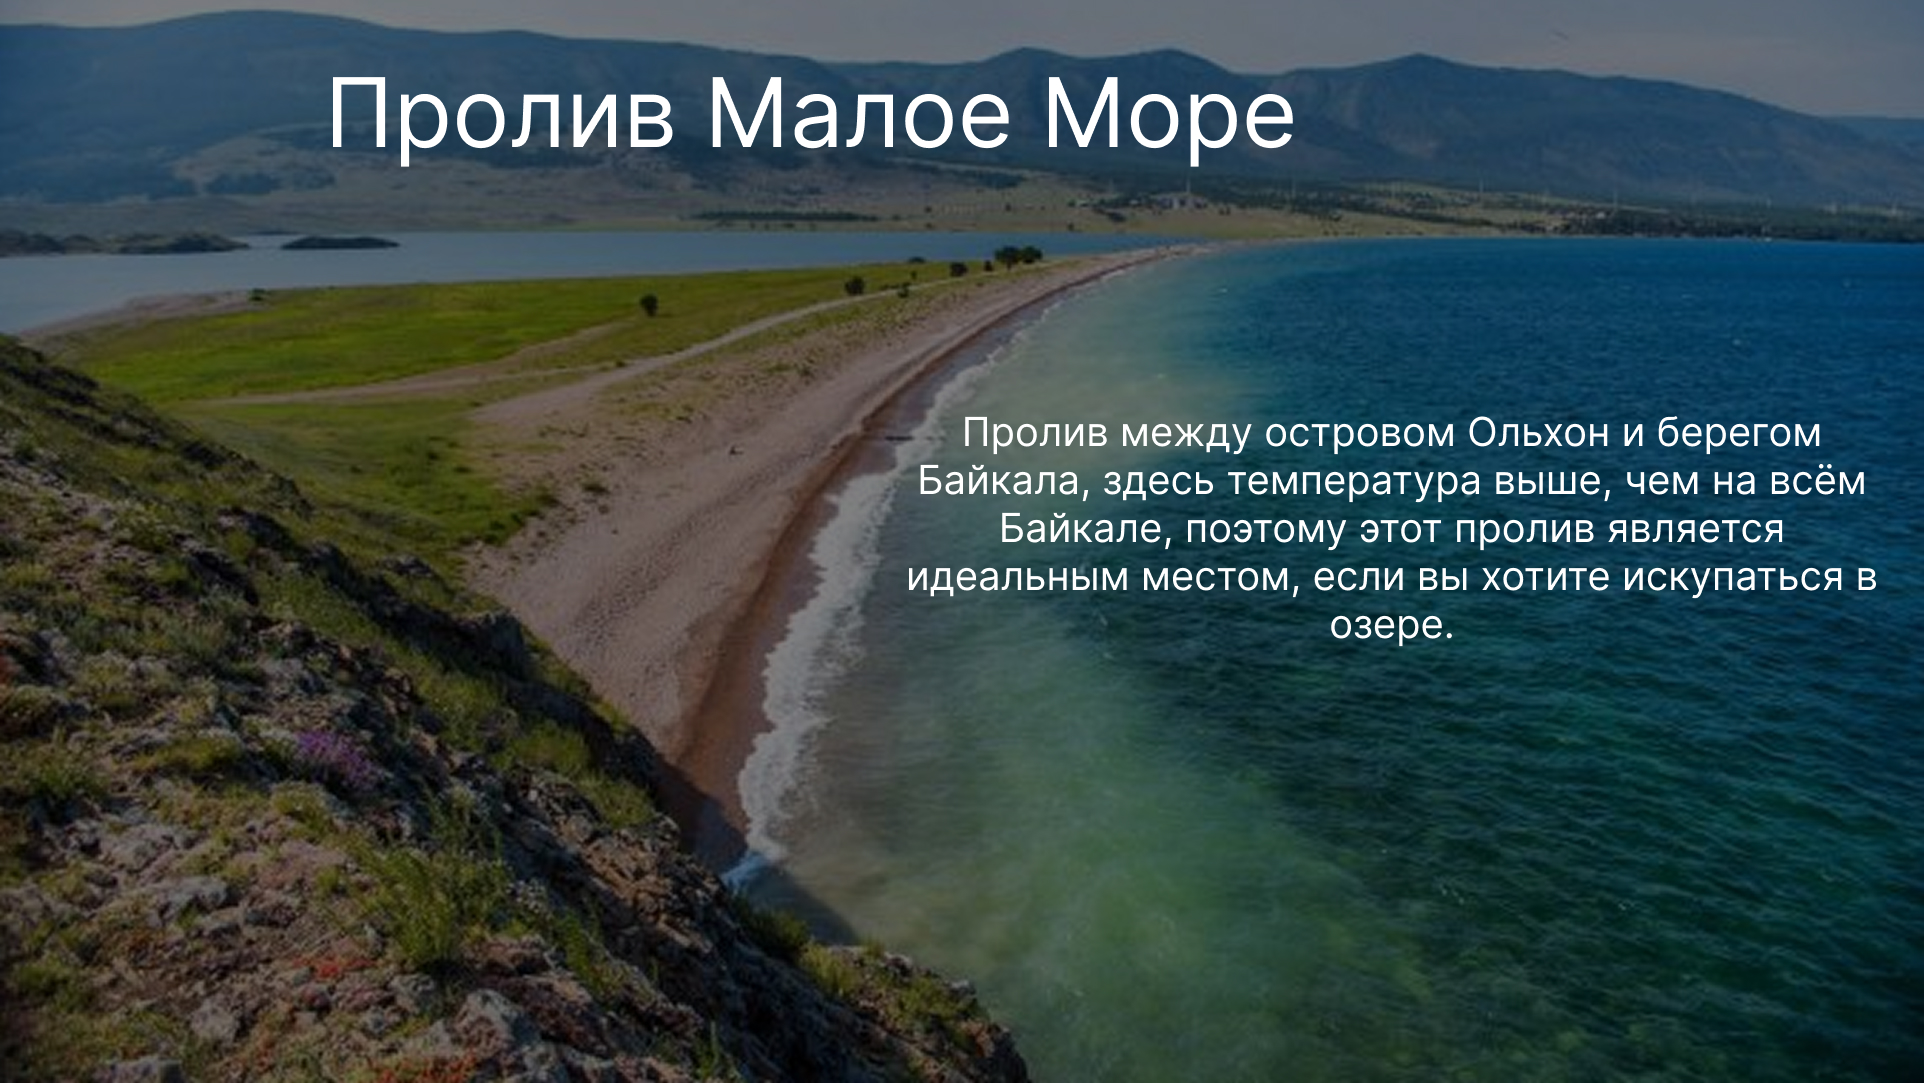 Пролив Малое Море
Пролив между островом Ольхон и берегом
Байкала, здесь температура выше, чем на всём
Байкале, поэтому этот пролив является
идеальным местом, если вы хотите искупаться в
озере.